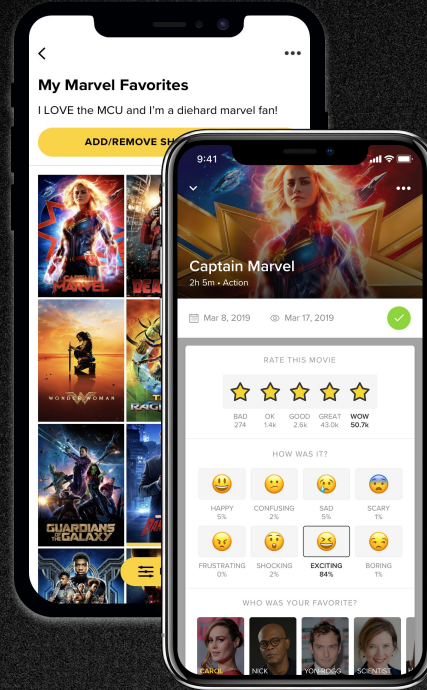 My Marvel Favorites
I LOVE the MCU and I'm a diehard marvel fan!
ADD/REMOVE SH
CAPTAIN
MARVEL
WONDER WOMAN
RAG
GUARDIANS
OF THE
GALAXY
9:41
Captain Marvel
2h 5m • Action
Mar 8, 2019 Mar 17, 2019
RATE THIS MOVIE
BAD OK GOOD GREAT WOW
274 1.4k 2.6k 43.0k 50.7k
HOW WAS IT?
HAPPY CONFUSING SAD SCARY
5% 2% 5% 1%
FRUSTRATING SHOCKING EXCITING BORING
0% 2% 84% 1%
WHO WAS YOUR FAVORITE?
CAROL NICK YON-ROGG SCIENTIST